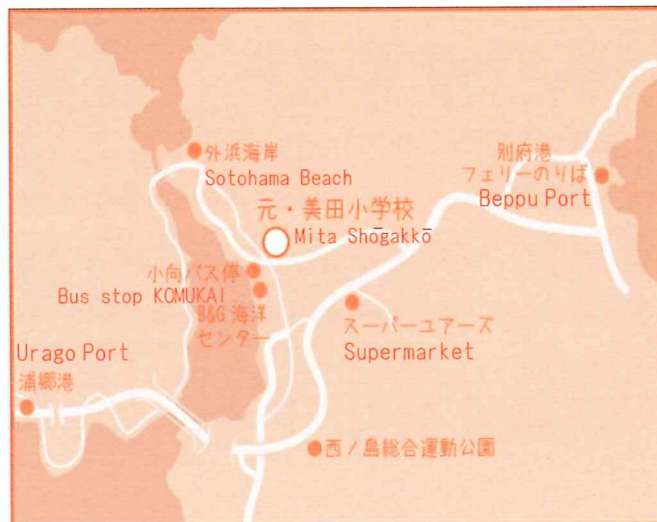 外浜海岸
Sotohama Beach
別府港
フェリーのりば
Beppu Port
元・美田小学校
Mita Shōgakkō
小向バス停
Bus stop KOMUKAI
B&G 海洋
センター
スーパーユアーズ
Supermarket
Urago Port
浦郷港
西ノ島総合運動公園